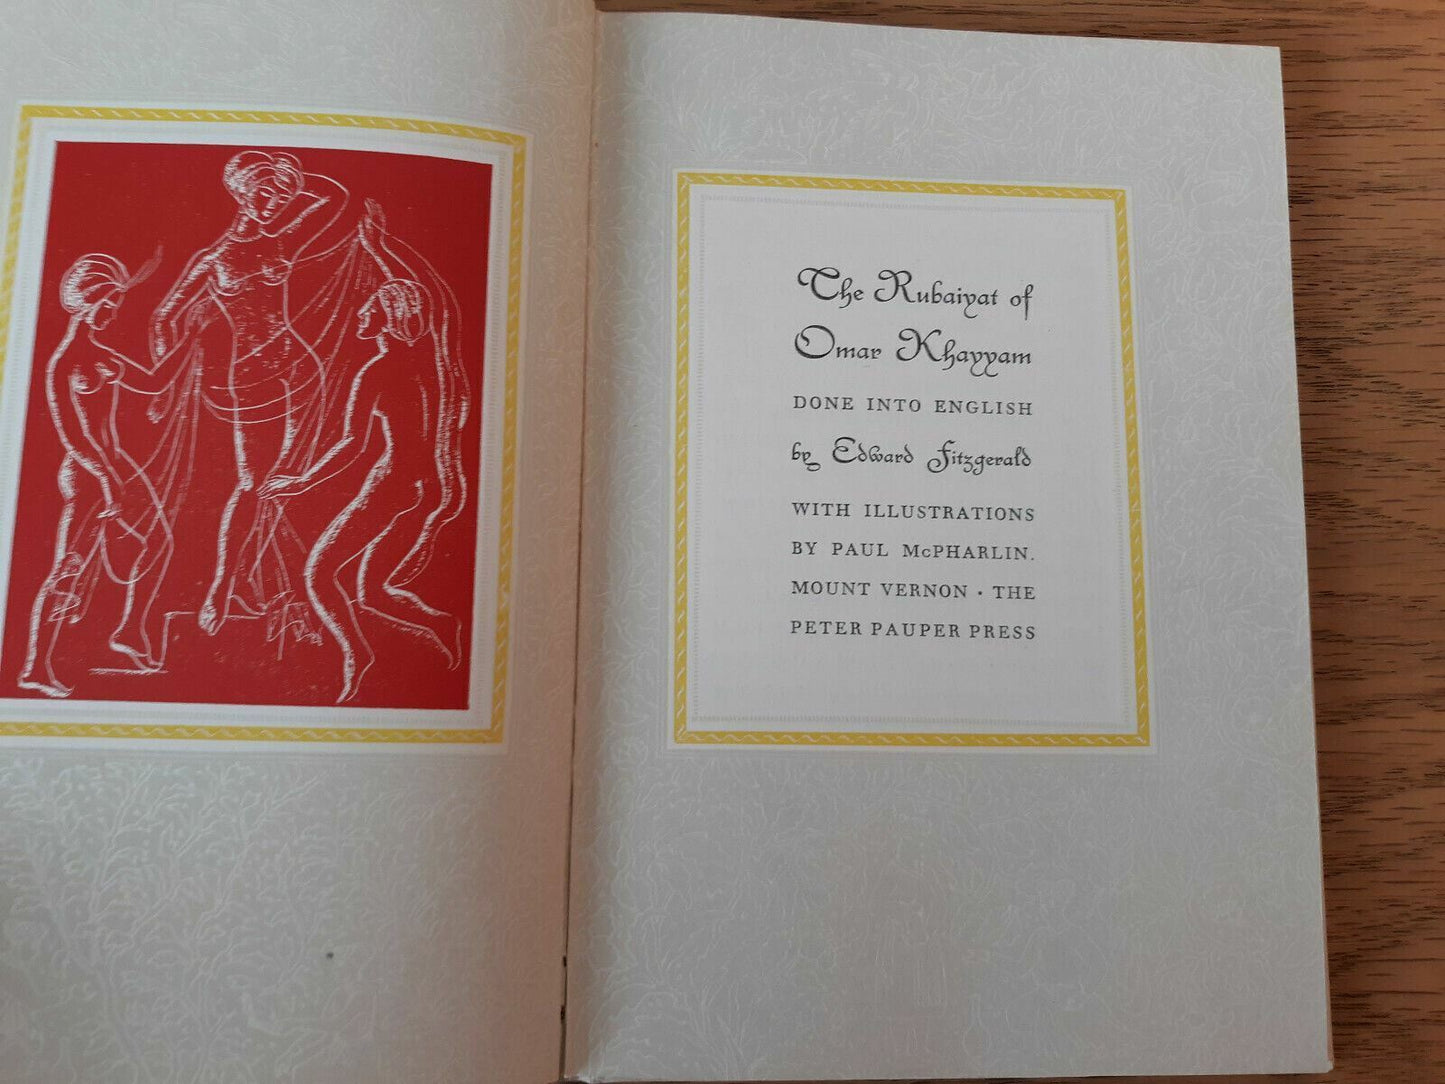 The Rubaiyat of
Omar Khayyam
DONE INTO ENGLISH
by Edward Fitzgerald
WITH ILLUSTRATIONS
BY PAUL McPHARLIN.
MOUNT VERNON · THE
PETER PAUPER PRESS